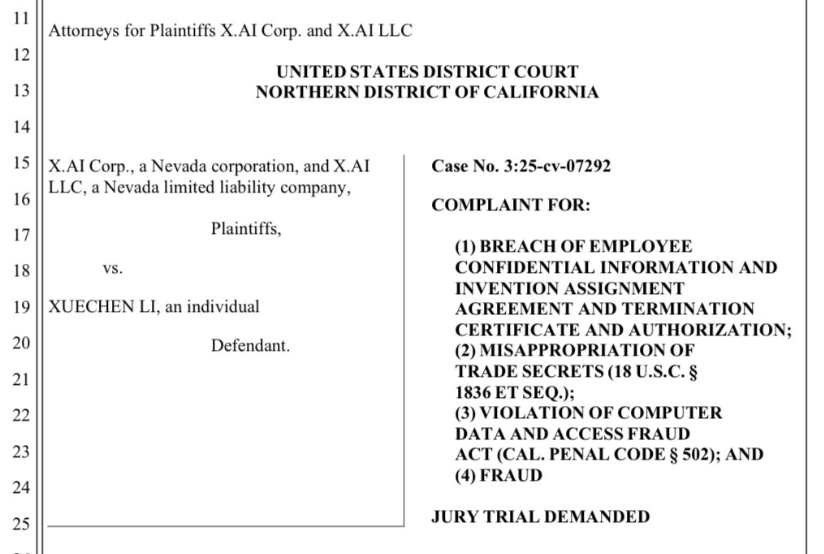 11
Attorneys for Plaintiffs X.AI Corp. and X.AI LLC
12
UNITED STATES DISTRICT COURT
13
NORTHERN DISTRICT OF CALIFORNIA
14
15
X.AI Corp., a Nevada corporation, and X.AI
LLC, a Nevada limited liability company,
16
Plaintiffs,
17
18
vs.
19
XUECHEN LI, an individual
20
Defendant.
21
22
23
24
25
Case No. 3:25-cv-07292
COMPLAINT FOR:
(1) BREACH OF EMPLOYEE
CONFIDENTIAL INFORMATION AND
INVENTION ASSIGNMENT
AGREEMENT AND TERMINATION
CERTIFICATE AND AUTHORIZATION;
(2) MISAPPROPRIATION OF
TRADE SECRETS (18 U.S.C. §
1836 ET SEQ.);
(3) VIOLATION OF COMPUTER
DATA AND ACCESS FRAUD
ACT (CAL. PENAL CODE § 502); AND
(4) FRAUD
JURY TRIAL DEMANDED